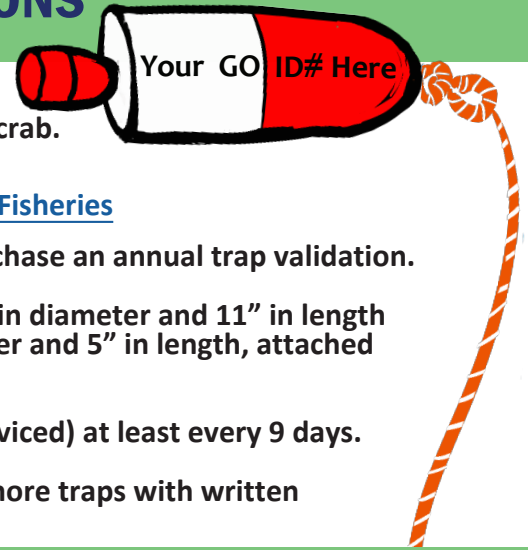 ONS
Your GO ID# Here
crab.
Fisheries
chase an annual trap validation.
in diameter and 11” in length
er and 5” in length, attached
viced) at least every 9 days.
more traps with written